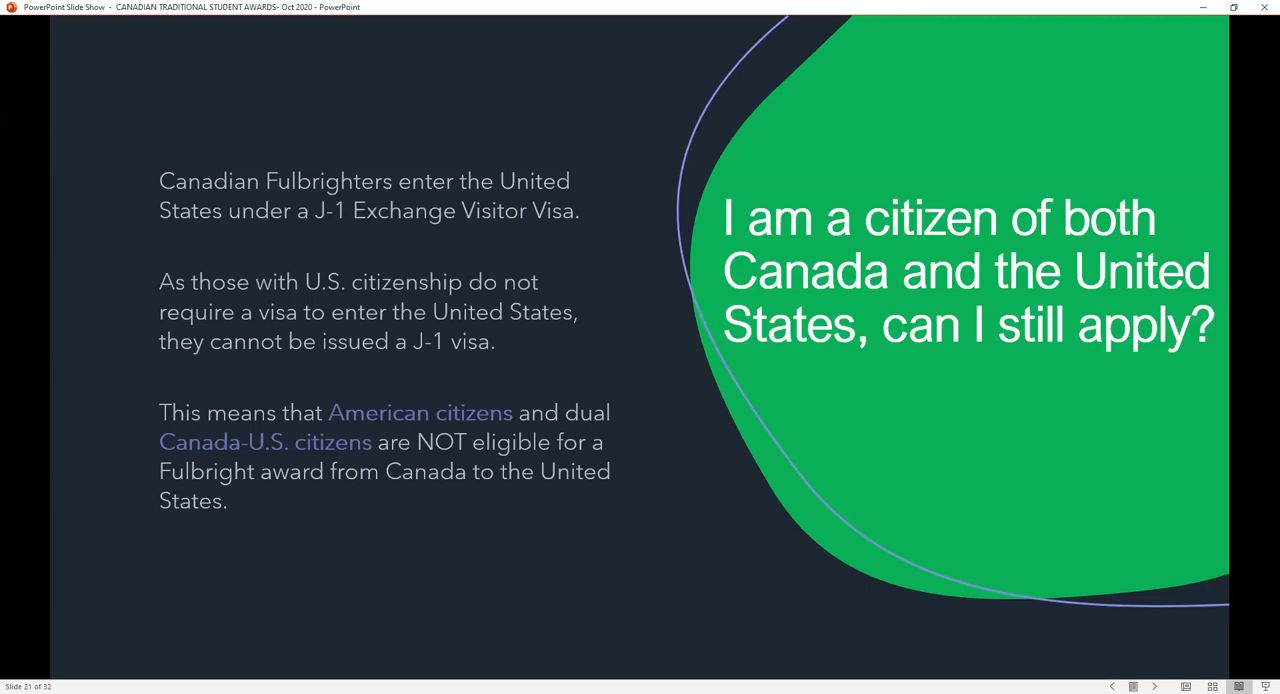 PowerPoint Slide Show - CANADIAN TRADITIONAL STUDENT AWARDS- Oct 2020 - PowerPoint
Canadian Fulbrighters enter the United
States under a J-1 Exchange Visitor Visa.
As those with U.S. citizenship do not
require a visa to enter the United States,
they cannot be issued a J-1 visa.
This means that American citizens and dual
Canada-U.S. citizens are NOT eligible for a
Fulbright award from Canada to the United
States.
I am a citizen of both
Canada and the United
States, can I still apply?
Slide 21 of 32